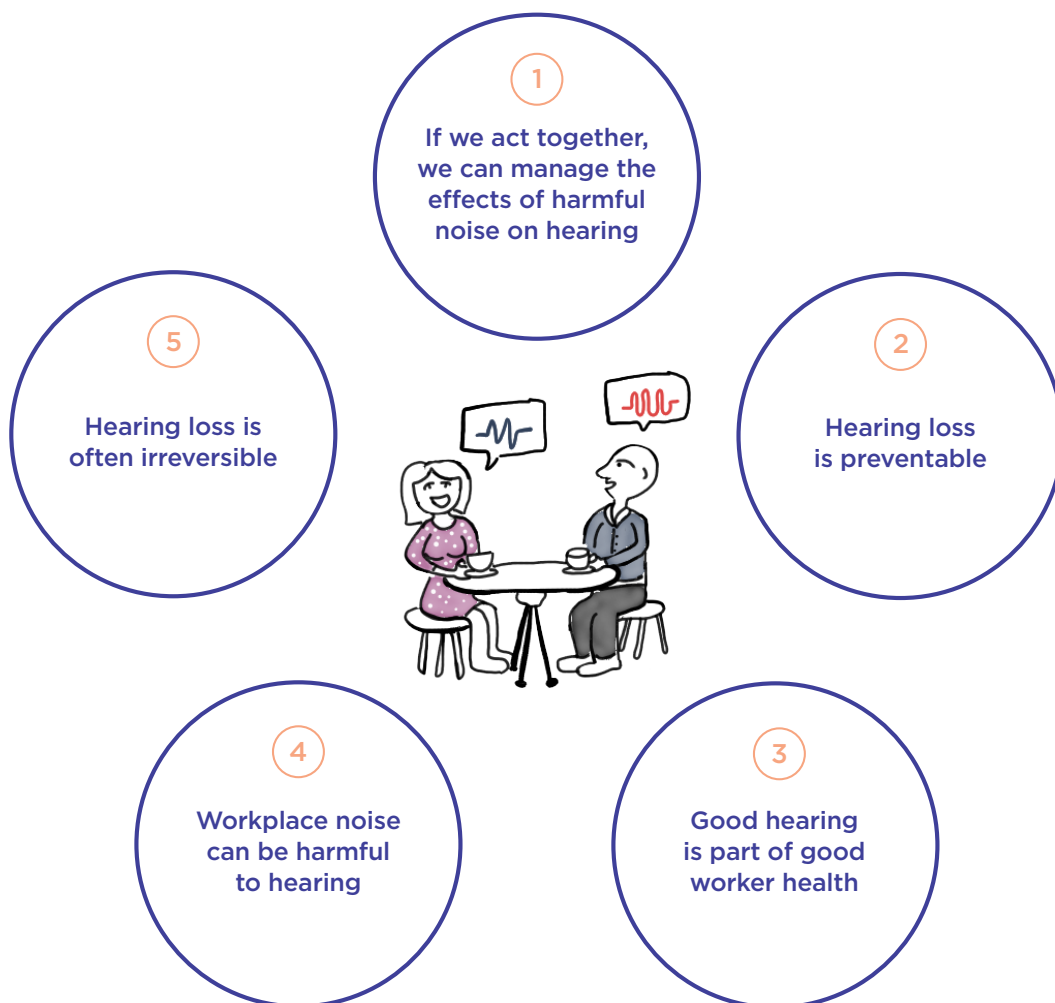 1
If we act together,
we can manage the
effects of harmful
noise on hearing
2
Hearing loss
is preventable
3
Good hearing
is part of good
worker health
4
Workplace noise
can be harmful
to hearing
5
Hearing loss is
often irreversible